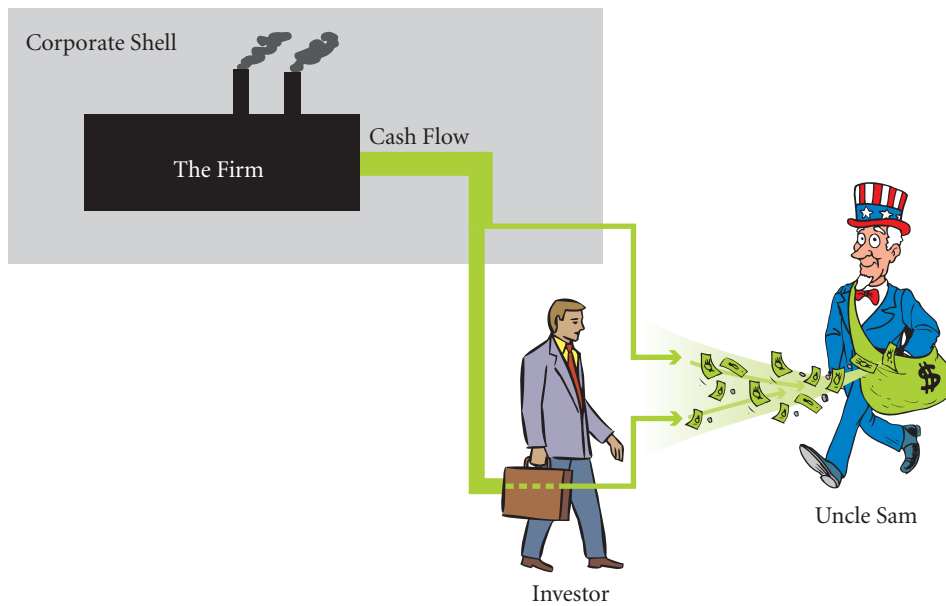 Corporate Shell
Cash Flow
The Firm
$
Uncle Sam
Investor